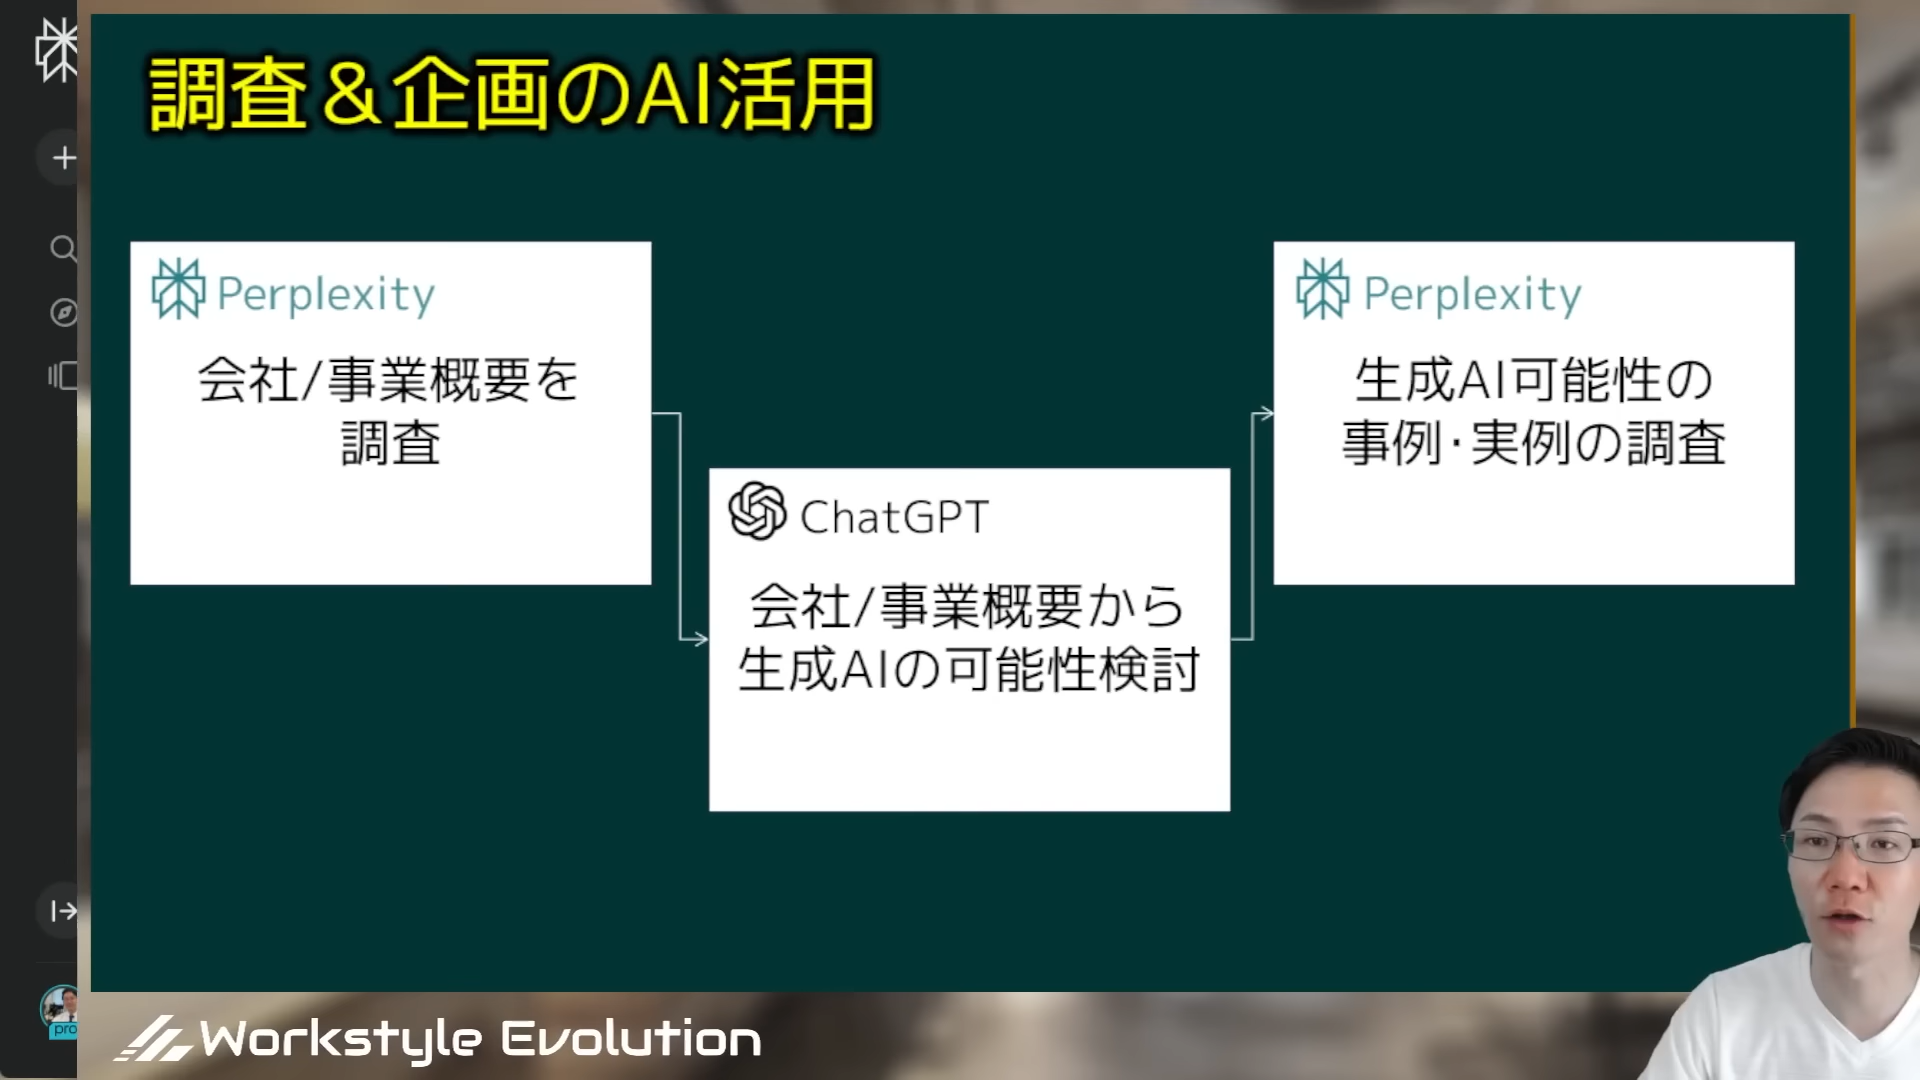 調査＆企画のAI活用
Perplexity
会社/事業概要を
調査
ChatGPT
会社/事業概要から
生成AIの可能性検討
Perplexity
生成AI可能性の
事例･実例の調査
pro
Workstyle Evolution